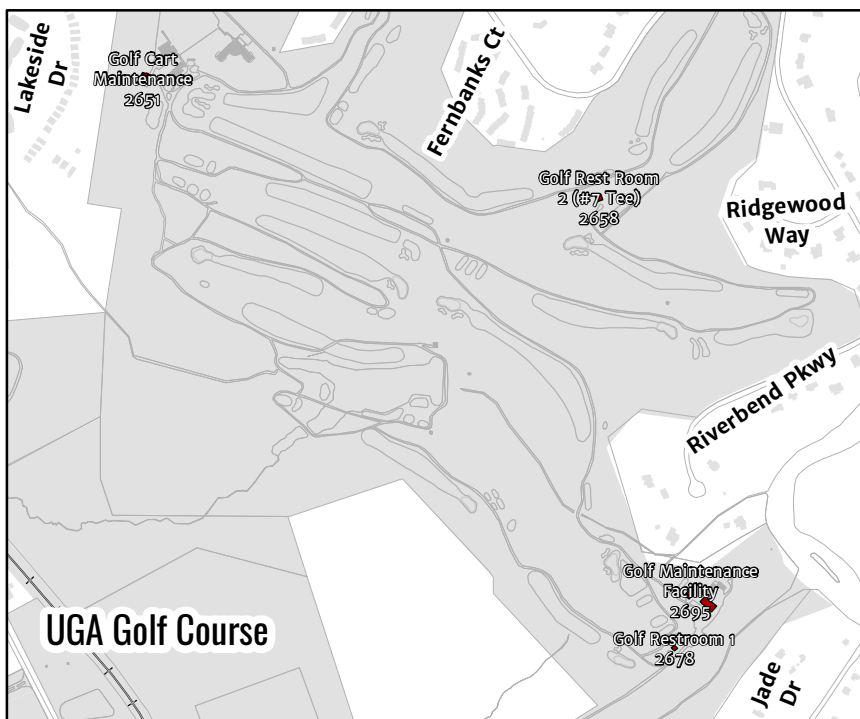 Lakeside
Dr
Golf Cart
Maintenance
2651
Fernbanks Ct
Golf Rest Room
2 (#7 Tee)
2658
Ridgewood
Way
Riverbend Pkwy
Golf Maintenance
Facility
2695
UGA Golf Course
Golf Restroom 1
2678
Jade
Dr